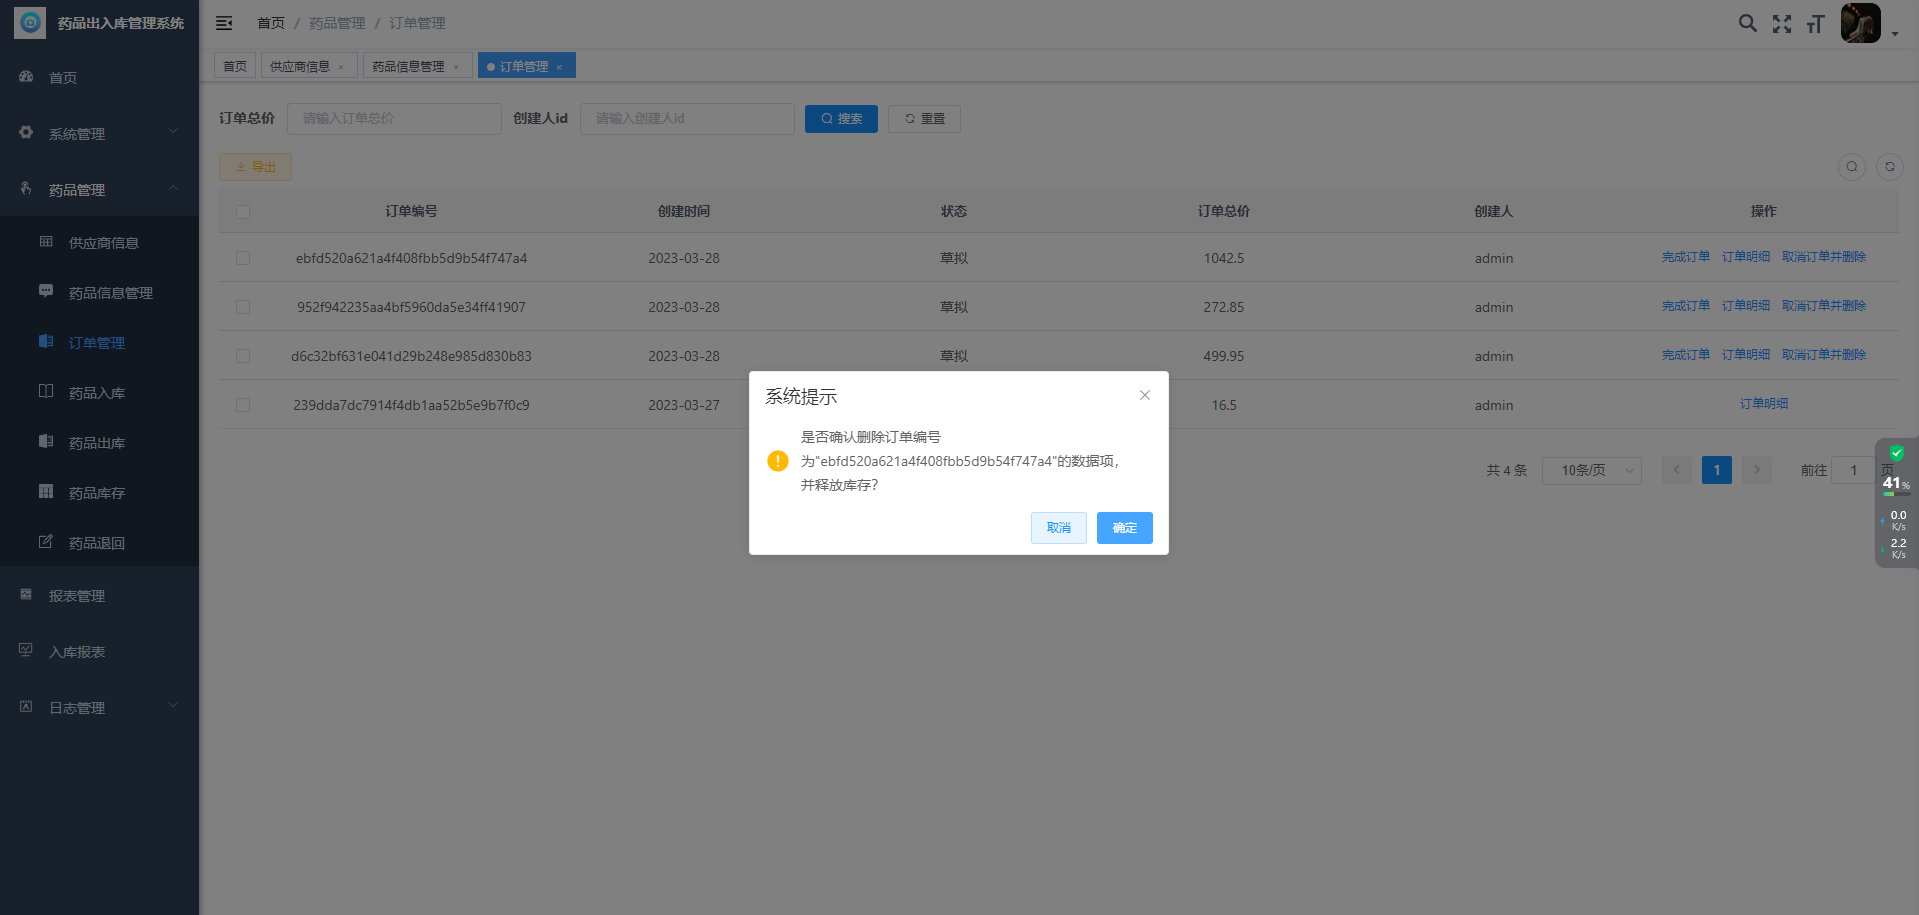 药品出入库管理系统
首页 / 药品管理 / 订单管理
首页
供应商信息 ×
药品信息管理 ×
订单管理 ×
首页
系统管理
药品管理
供应商信息
药品信息管理
订单管理
药品入库
药品出库
药品库存
药品退回
报表管理
入库报表
日志管理
订单总价 请输入订单总价 创建人id 请输入创建人id 搜索 重置
导出
订单编号 创建时间 状态 订单总价 创建人 操作
ebfd520a621a4f408fbb5d9b54f747a4 2023-03-28 草拟 1042.5 admin 完成订单 订单明细 取消订单并删除
952f942235aa4bf5960da5e34ff41907 2023-03-28 草拟 272.85 admin 完成订单 订单明细 取消订单并删除
d6c32bf631e041d29b248e985d830b83 2023-03-28 草拟 499.95 admin 完成订单 订单明细 取消订单并删除
239dda7dc7914f4db1aa52b5e9b7f0c9 2023-03-27 16.5 admin 订单明细
共 4 条 10条/页 1 前往 1 页
系统提示
是否确认删除订单编号
为"ebfd520a621a4f408fbb5d9b54f747a4"的数据项，
并释放库存？
取消 确定
41%
0.0
K/s
2.2
K/s